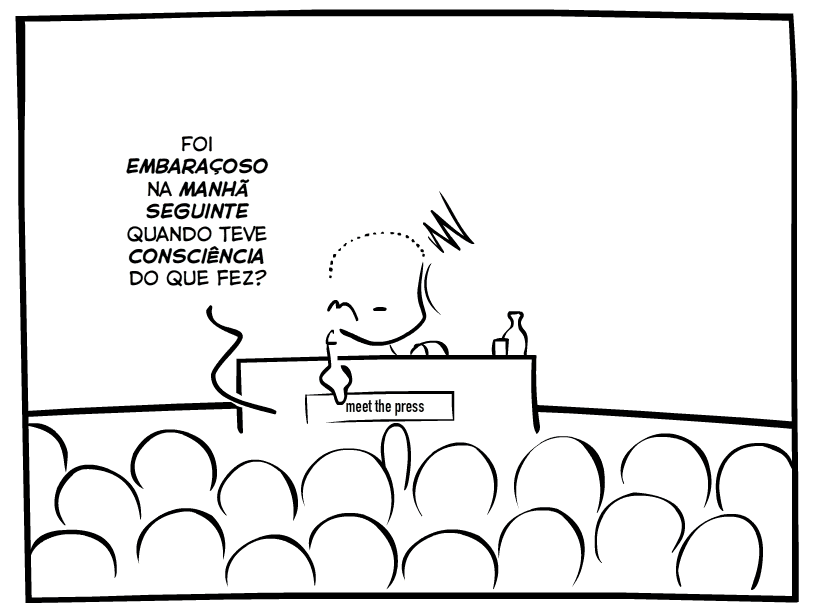 FOI
EMBARAÇOSO
NA MANHÃ
SEGUINTE
QUANDO TEVE
CONSCIÊNCIA
DO QUE FEZ?
meet the press